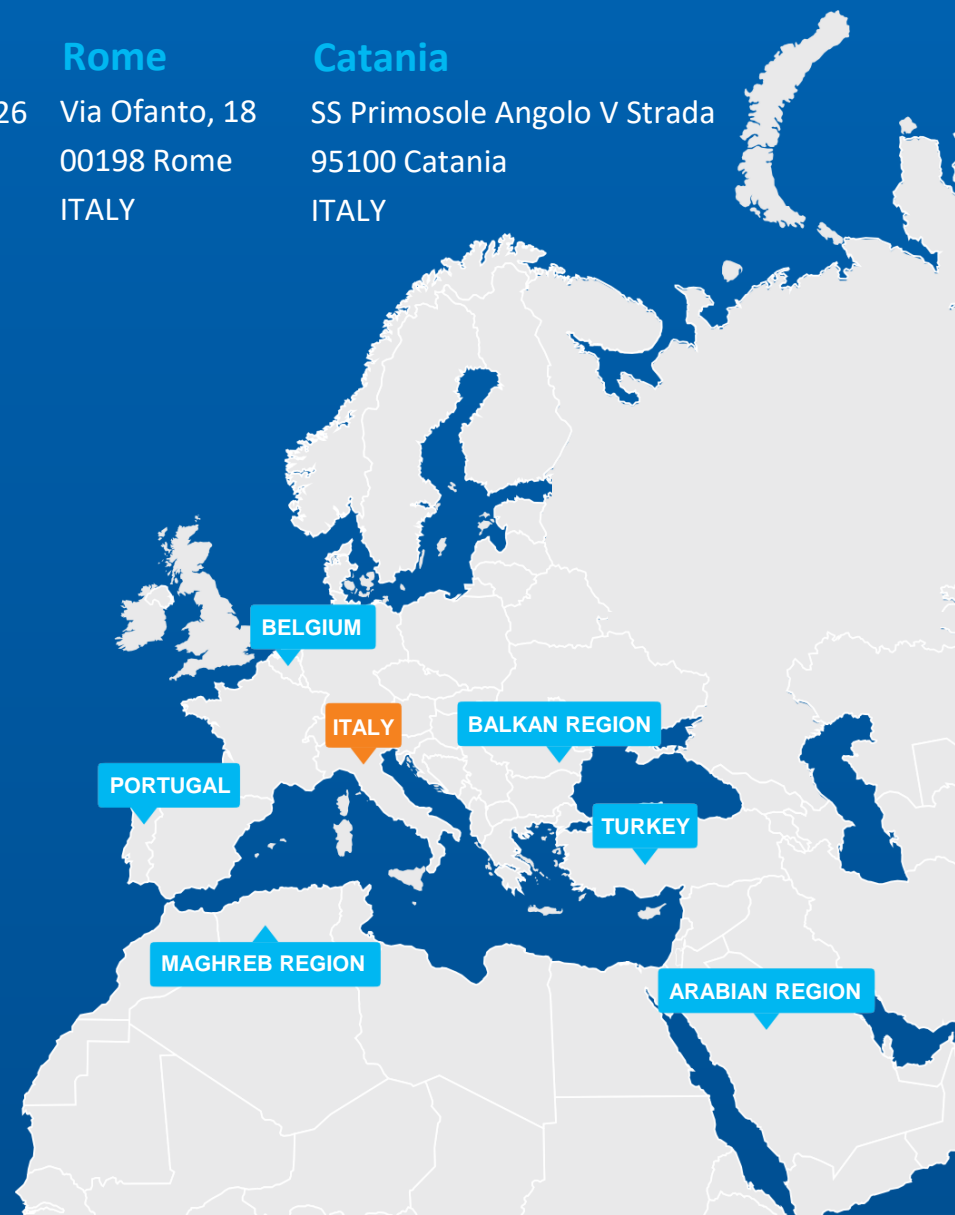 Rome
Via Ofanto, 18
00198 Rome
ITALY
Catania
SS Primosole Angolo V Strada
95100 Catania
ITALY
26
BELGIUM
ITALY
BALKAN REGION
PORTUGAL
TURKEY
MAGHREB REGION
ARABIAN REGION